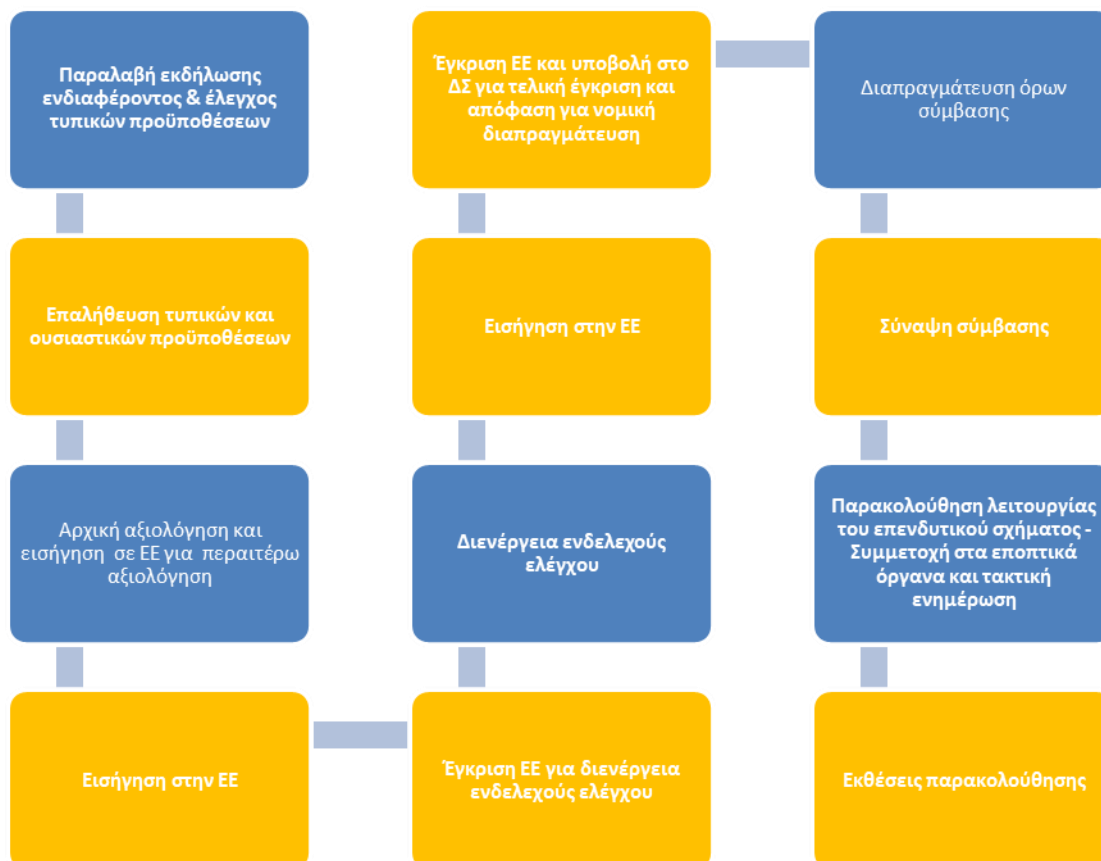 Παραλαβή εκδήλωσης
ενδιαφέροντος & έλεγχος
τυπικών προϋποθέσεων
Επαλήθευση τυπικών και
ουσιαστικών προϋποθέσεων
Αρχική αξιολόγηση και
εισήγηση σε ΕΕ για περαιτέρω
αξιολόγηση
Εισήγηση στην ΕΕ
Έγκριση ΕΕ για διενέργεια
ενδελεχούς ελέγχου
Διενέργεια ενδελεχούς
ελέγχου
Εισήγηση στην ΕΕ
Έγκριση ΕΕ και υποβολή στο
ΔΣ για τελική έγκριση και
απόφαση για νομική
διαπραγμάτευση
Διαπραγμάτευση όρων
σύμβασης
Σύναψη σύμβασης
Παρακολούθηση λειτουργίας
του επενδυτικού σχήματος -
Συμμετοχή στα εποπτικά
όργανα και τακτική
ενημέρωση
Εκθέσεις παρακολούθησης